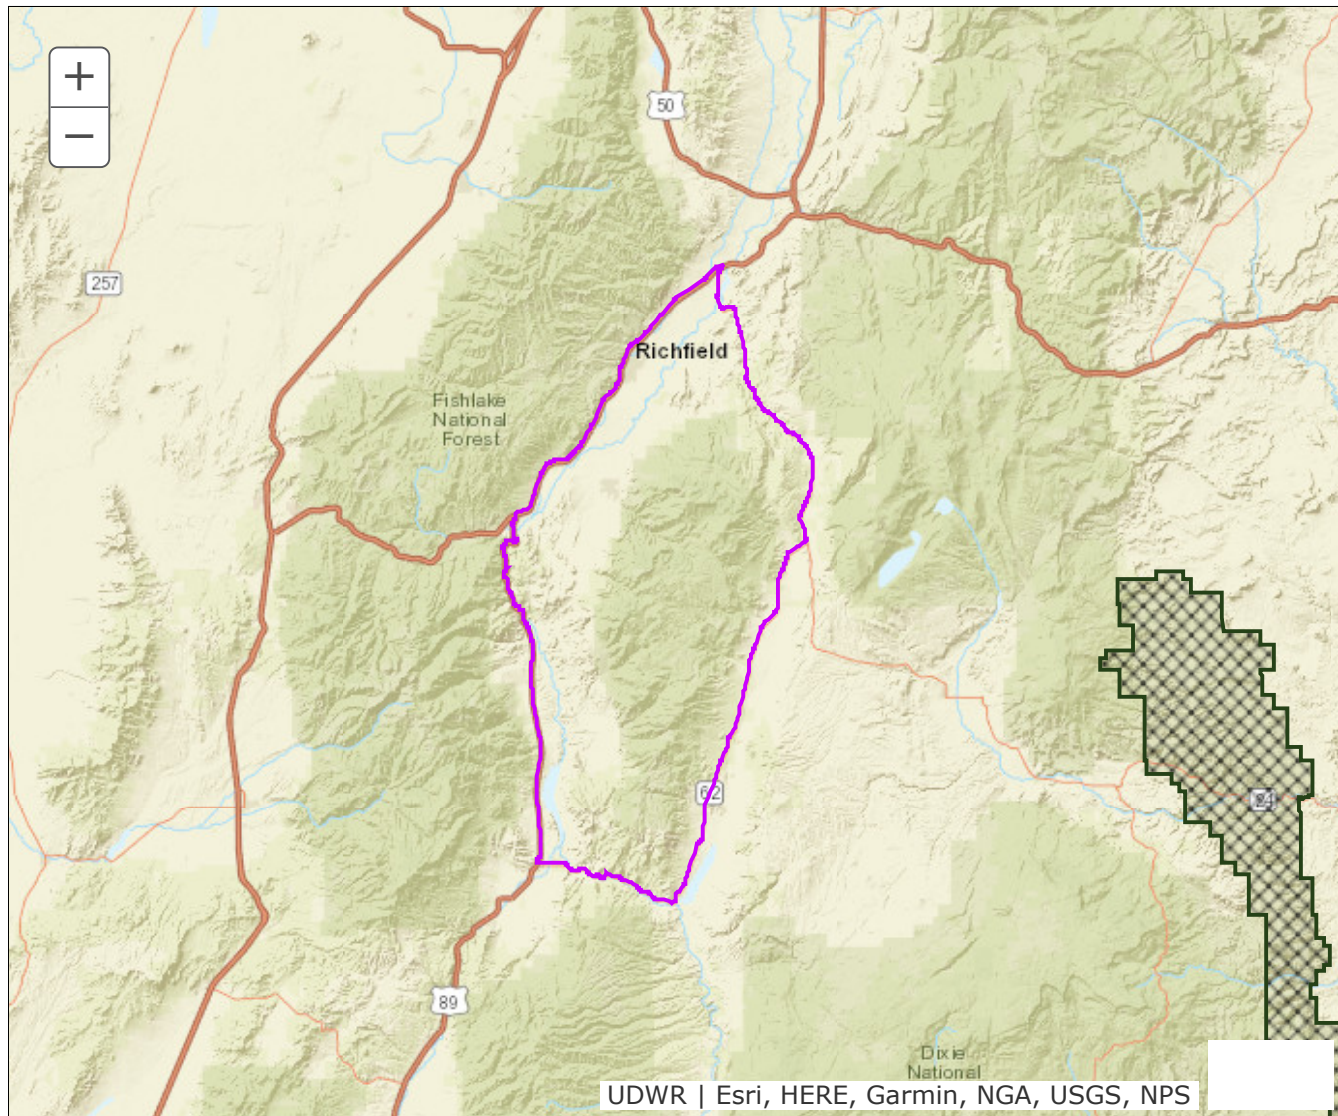 +
50
−
257
Richfield
Fishlake
National
Forest
62
24
89
Dixie
National
UDWR | Esri, HERE, Garmin, NGA, USGS, NPS